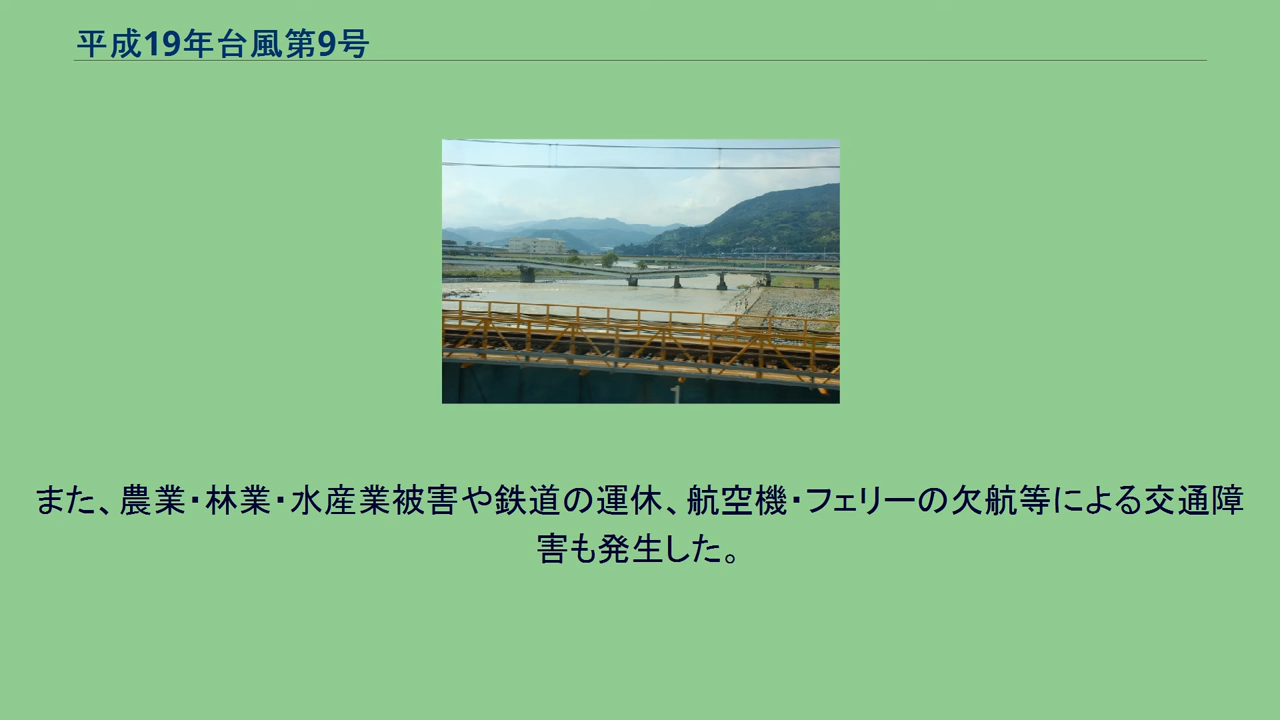 平成19年台風第9号
また、農業・林業・水産業被害や鉄道の運休、航空機・フェリーの欠航等による交通障
害も発生した。